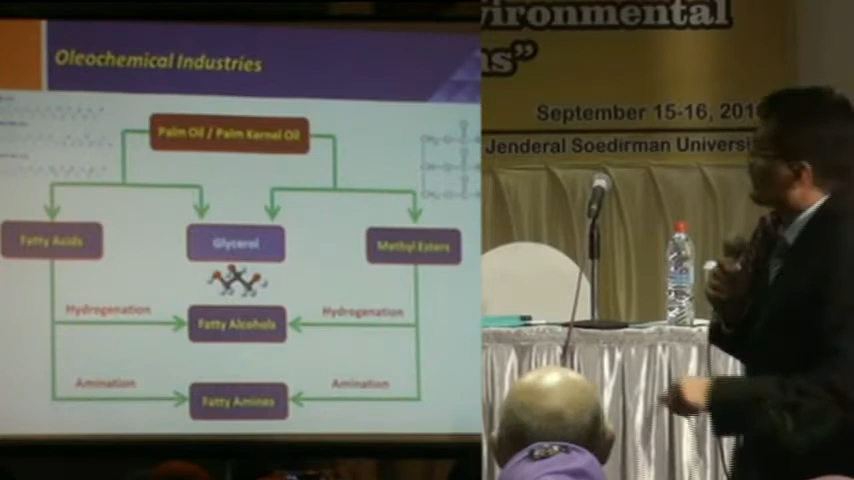 Oleochemical Industries
Palm Oil / Palm Kernel Oil
Fatty Acids
Glycerol
Methyl Esters
Hydrogenation
Hydrogenation
Fatty Alcohols
Amination
Amination
Fatty Amines
vironmental
ns”
September 15-16, 201
Jenderal Soedirman Universi